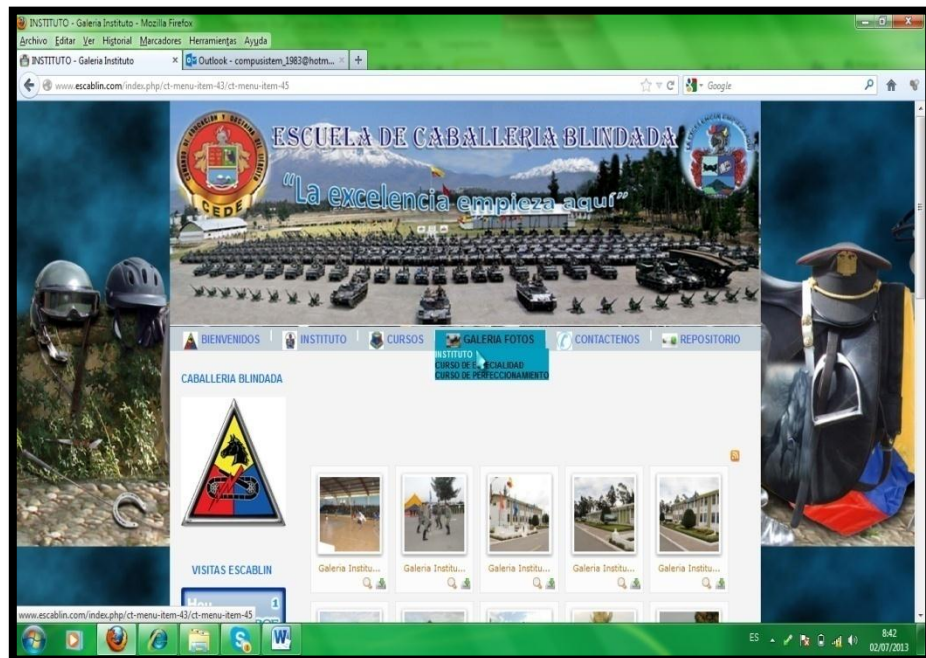 INSTITUTO - Galeria Instituto - Mozilla Firefox
Archivo Editar Ver Historial Marcadores Herramientas Ayuda
INSTITUTO - Galeria Instituto × Outlook - compusistem_1983@hotm... × +
www.escablin.com/index.php/ct-menu-item-43/ct-menu-item-45
Google
ESCUELA DE CABALLERIA BLINDADA
"La excelencia empieza aquí"
CEDE
BIENVENIDOS INSTITUTO CURSOS GALERIA FOTOS CONTACTENOS REPOSITORIO
INSTITUTO
CURSO DE ESPECIALIDAD
CURSO DE PERFECCIONAMIENTO
CABALLERIA BLINDADA
Galeria Institu... Galeria Institu... Galeria Institu... Galeria Institu... Galeria Institu...
VISITAS ESCABLIN
Hoy 1
www.escablin.com/index.php/ct-menu-item-43/ct-menu-item-45
ES
8:42
02/07/2013